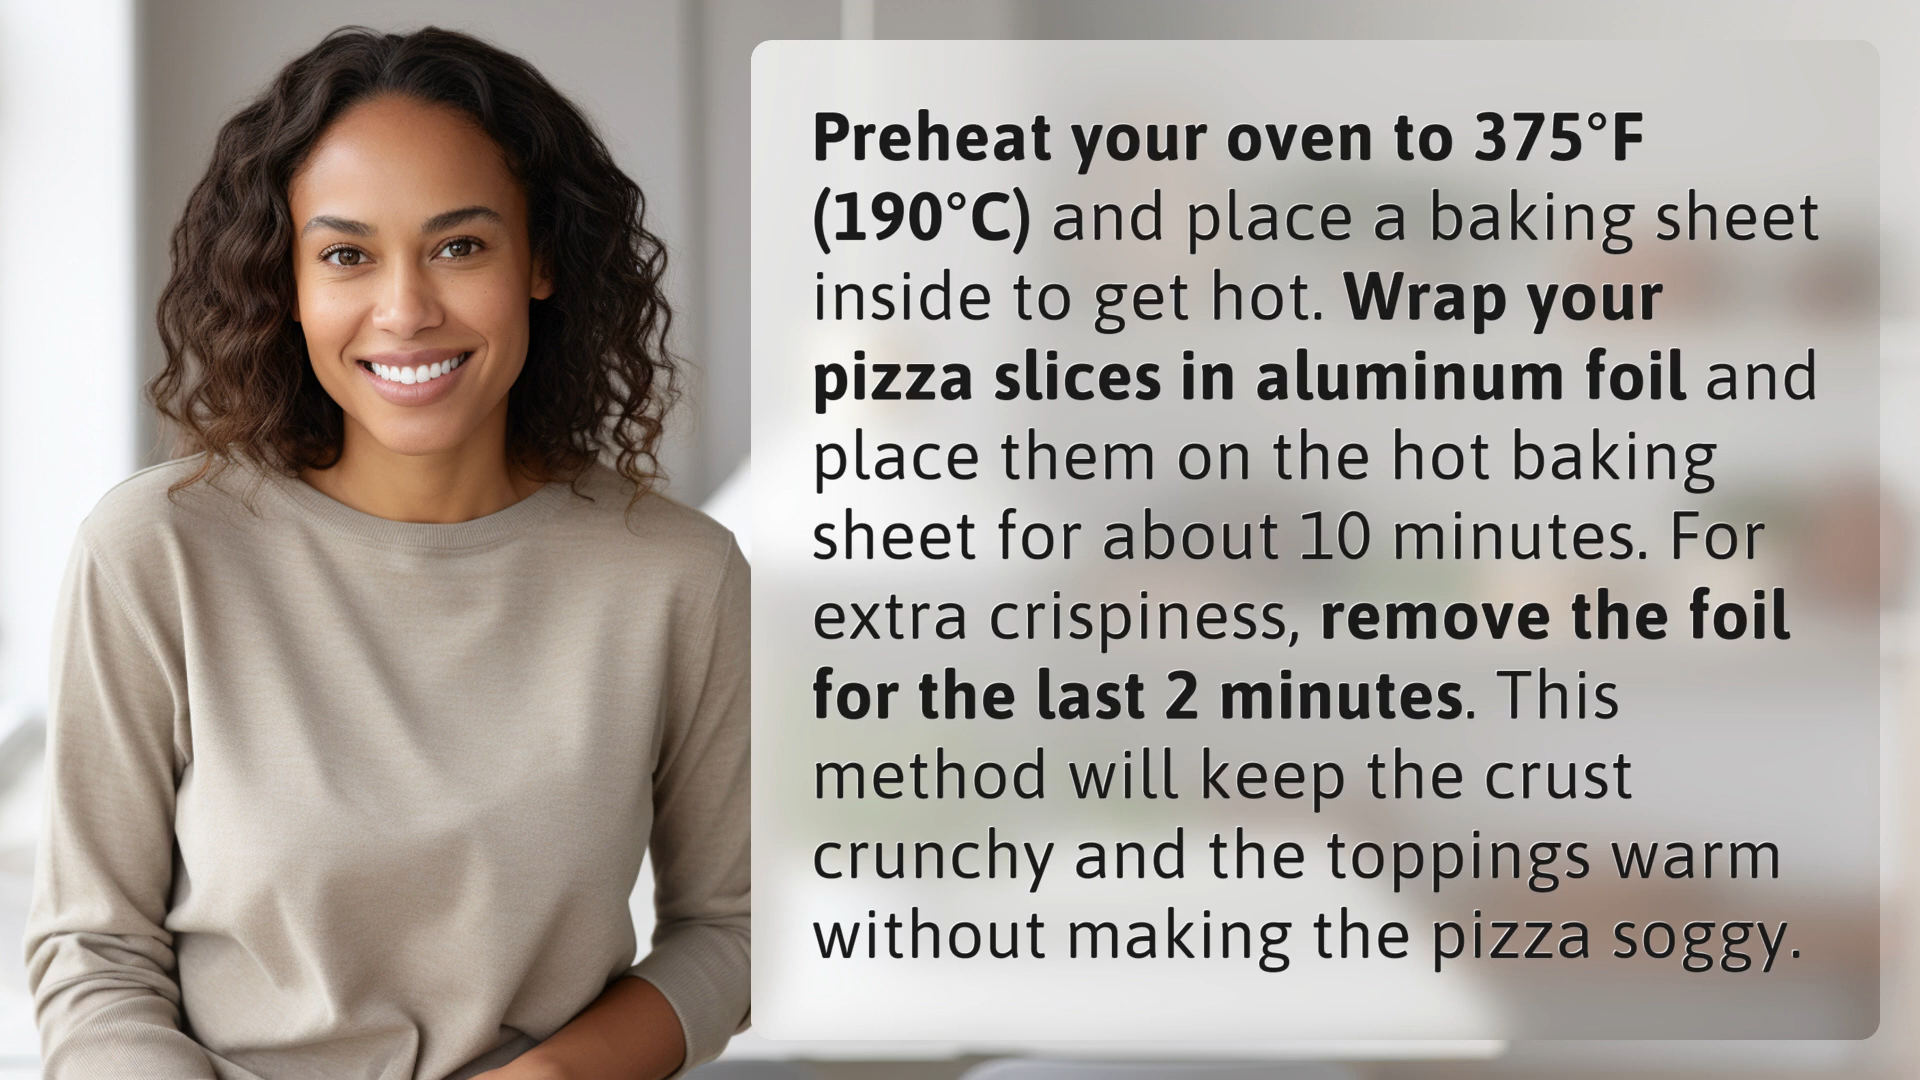 Preheat your oven to 375°F
(190°C) and place a baking sheet
inside to get hot. Wrap your
pizza slices in aluminum foil and
place them on the hot baking
sheet for about 10 minutes. For
extra crispiness, remove the foil
for the last 2 minutes. This
method will keep the crust
crunchy and the toppings warm
without making the pizza soggy.